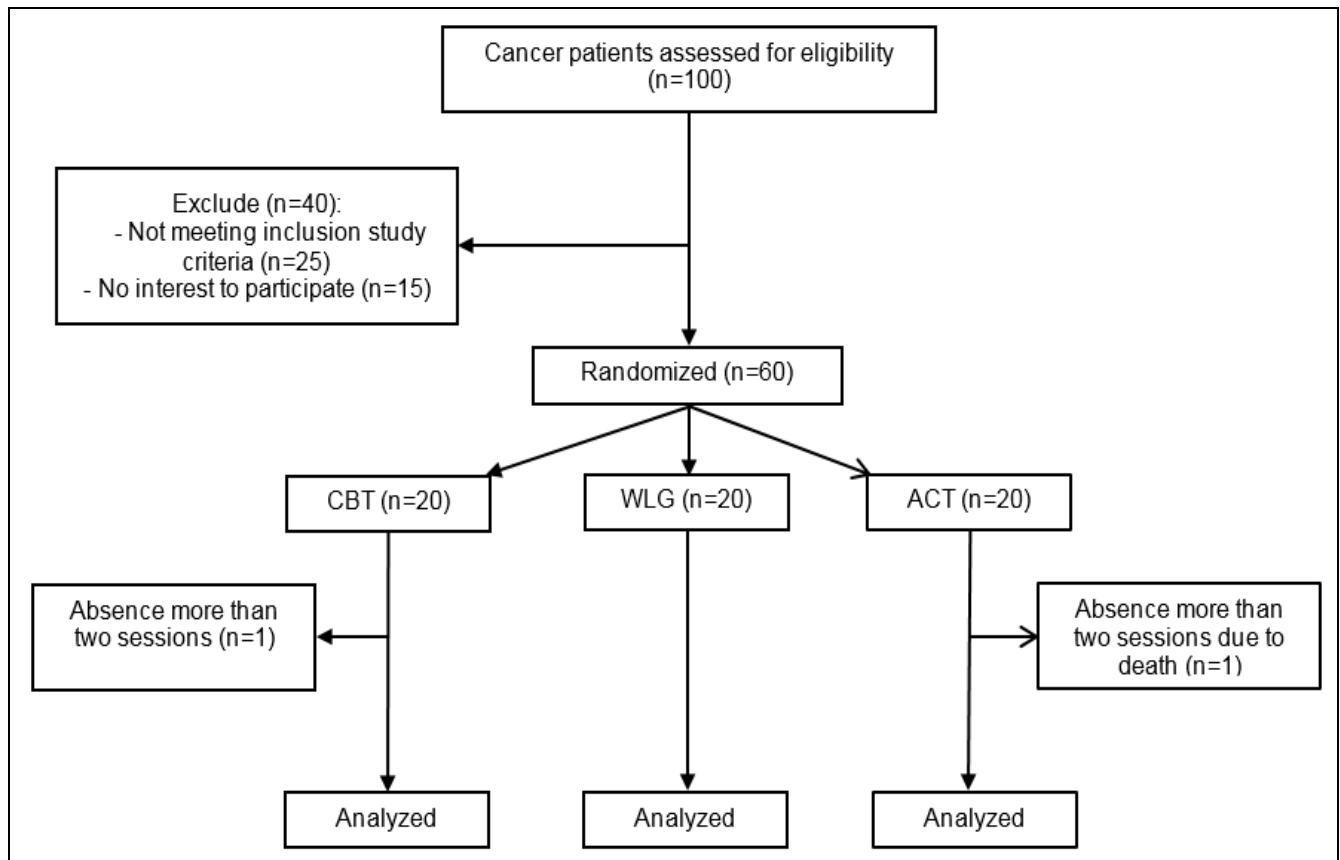 Cancer patients assessed for eligibility
(n=100)
Exclude (n=40):
- Not meeting inclusion study
criteria (n=25)
- No interest to participate (n=15)
Randomized (n=60)
CBT (n=20)
WLG (n=20)
ACT (n=20)
Absence more than
two sessions (n=1)
Absence more than
two sessions due to
death (n=1)
Analyzed
Analyzed
Analyzed